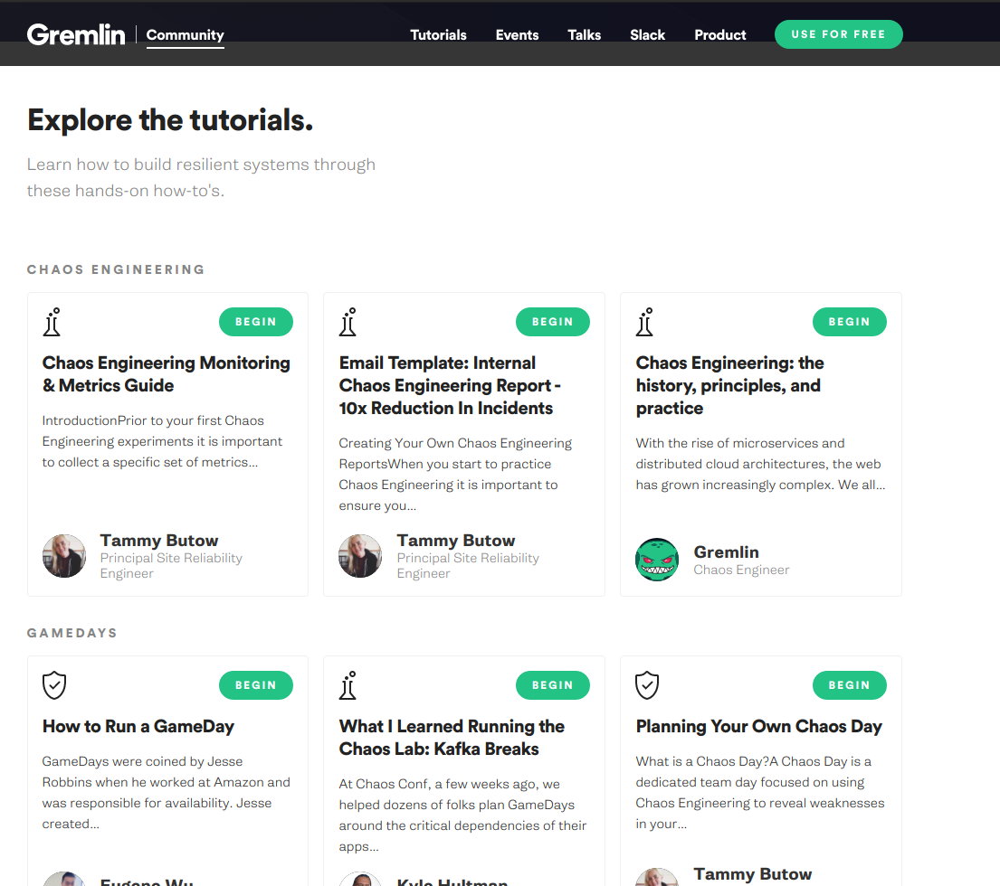 Gremlin Community Tutorials Events Talks Slack Product USE FOR FREE
Explore the tutorials.
Learn how to build resilient systems through
these hands-on how-to's.
CHAOS ENGINEERING
BEGIN
Chaos Engineering Monitoring
& Metrics Guide
IntroductionPrior to your first Chaos
Engineering experiments it is important
to collect a specific set of metrics...
Tammy Butow
Principal Site Reliability
Engineer
BEGIN
Email Template: Internal
Chaos Engineering Report -
10x Reduction In Incidents
Creating Your Own Chaos Engineering
ReportsWhen you start to practice
Chaos Engineering it is important to
ensure you...
Tammy Butow
Principal Site Reliability
Engineer
BEGIN
Chaos Engineering: the
history, principles, and
practice
With the rise of microservices and
distributed cloud architectures, the web
has grown increasingly complex. We all...
Gremlin
Chaos Engineer
GAMEDAYS
BEGIN
How to Run a GameDay
GameDays were coined by Jesse
Robbins when he worked at Amazon and
was responsible for availability. Jesse
created...
Eugene Wu
BEGIN
What I Learned Running the
Chaos Lab: Kafka Breaks
At Chaos Conf, a few weeks ago, we
helped dozens of folks plan GameDays
around the critical dependencies of their
apps...
Kyle Hultman
BEGIN
Planning Your Own Chaos Day
What is a Chaos Day?A Chaos Day is a
dedicated team day focused on using
Chaos Engineering to reveal weaknesses
in your...
Tammy Butow